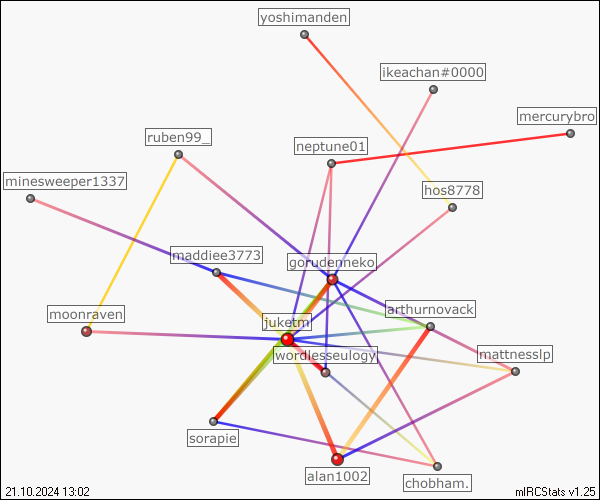 yoshimanden
ikeachan#0000
mercurybro
ruben99_
neptune01
minesweeper1337
hos8778
maddiee3773
gorudenneko
arthurnovack
moonraven
juketm
wordlesseulogy
mattnesslp
sorapie
alan1002
chobham.
21.10.2024 13:02
mIRCStats v1.25